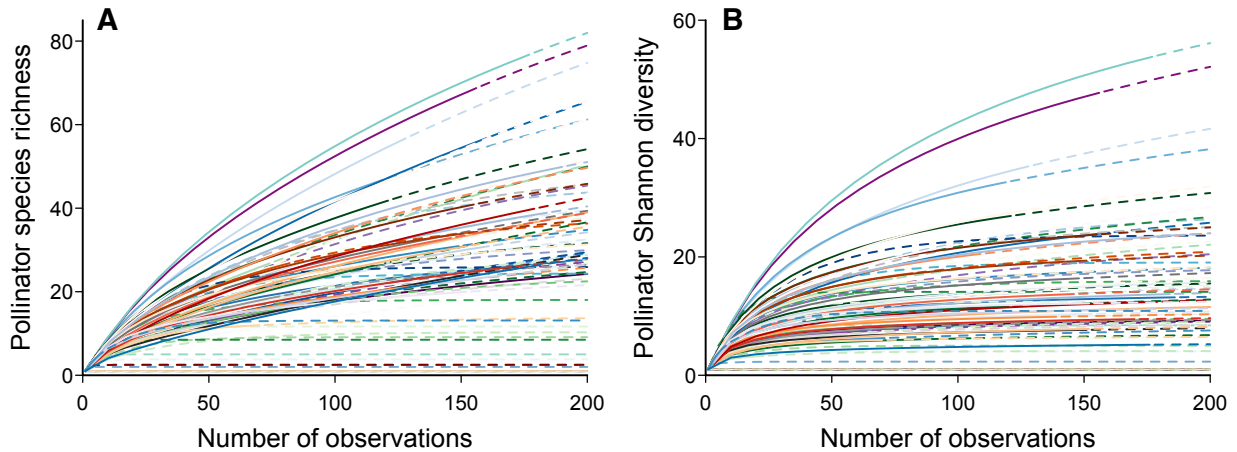 A
Pollinator species richness
80
60
40
20
0
0 50 100 150 200
Number of observations
B
Pollinator Shannon diversity
60
40
20
0
0 50 100 150 200
Number of observations